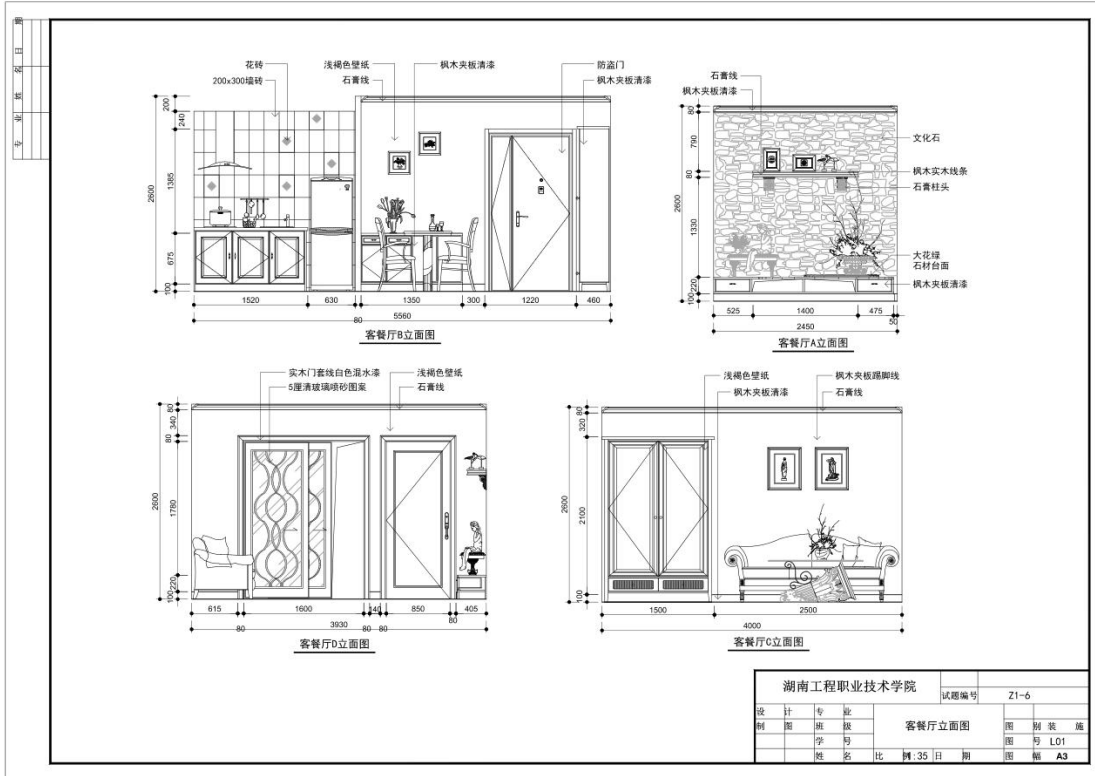 专 业 姓 名 日 期
花砖
200x300墙砖
浅褐色壁纸
石膏线
枫木夹板清漆
防盗门
枫木夹板清漆
200
240
1385
2600
675
100
1520
630
1350
300
1220
460
80
5560
客餐厅B立面图
石膏线
枫木夹板清漆
文化石
枫木实木线条
石膏柱头
大花绿
石材台面
枫木夹板清漆
80
790
80
2600
1330
220
100
525
1400
475
50
2450
客餐厅A立面图
实木门套线白色混水漆
5厘清玻璃喷砂图案
浅褐色壁纸
石膏线
80
340
80
2600
1780
220
100
615
1600
140
850
405
80
3930
80
80
80
客餐厅D立面图
浅褐色壁纸
枫木夹板清漆
枫木夹板踢脚线
石膏线
80
320
2600
2100
100
1500
2500
4000
客餐厅C立面图
湖南工程职业技术学院
试题编号 Z1-6
设 计 专 业
制 图 班 级 客餐厅立面图 图 别 装 施
学 号 图 号 L01
姓 名 比 例:35 日 期 图 幅 A3